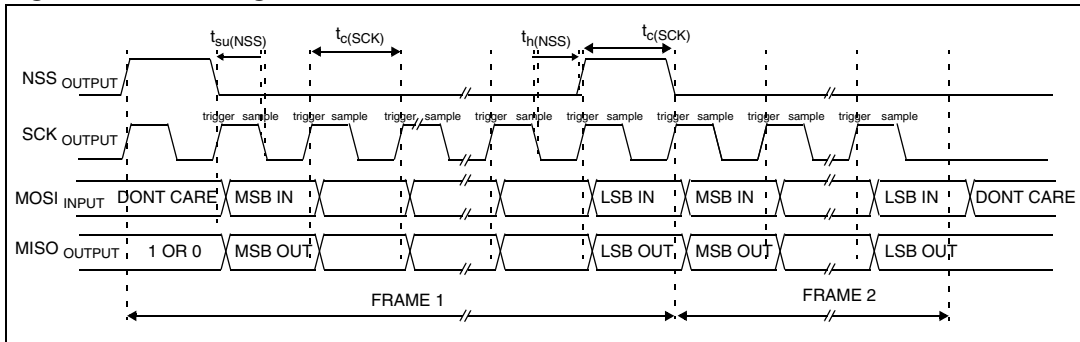 tsu(NSS) tc(SCK) th(NSS) tc(SCK)
NSS OUTPUT
trigger sample trigger sample trigger sample trigger sample trigger sample trigger sample trigger sample trigger sample
SCK OUTPUT
MOSI INPUT DONT CARE MSB IN LSB IN MSB IN LSB IN DONT CARE
MISO OUTPUT 1 OR 0 MSB OUT LSB OUT MSB OUT LSB OUT
FRAME 1 FRAME 2